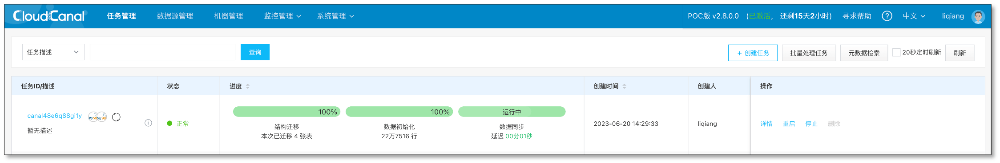 CloudCanal 任务管理 数据源管理 机器管理 监控管理 系统管理 POC版 v2.8.0.0 (已激活, 还剩15天2小时) 寻求帮助 ? 中文 liqiang
任务描述 查询 + 创建任务 批量处理任务 元数据检索 20秒定时刷新 刷新
任务ID/描述 状态 进度 创建时间 创建人 操作
100% 100% 运行中
canal48e6q88gi1y My SQL My SQL
正常 2023-06-20 14:29:33 liqiang 详情 重启 停止 删除
暂无描述 结构迁移 数据初始化 数据同步
本次已迁移 4 张表 22万7516 行 延迟 00分01秒